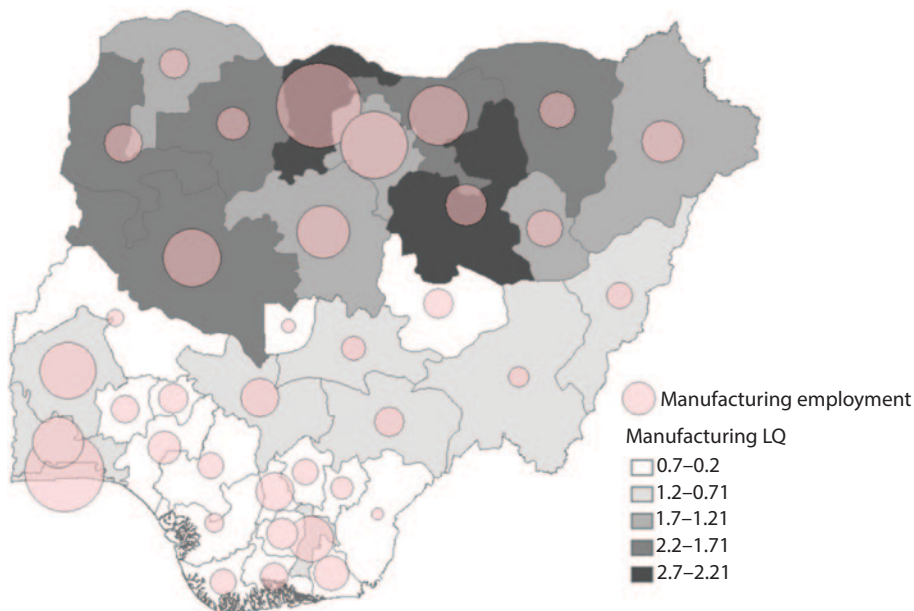 Manufacturing employment
Manufacturing LQ
0.7–0.2
1.2–0.71
1.7–1.21
2.2–1.71
2.7–2.21